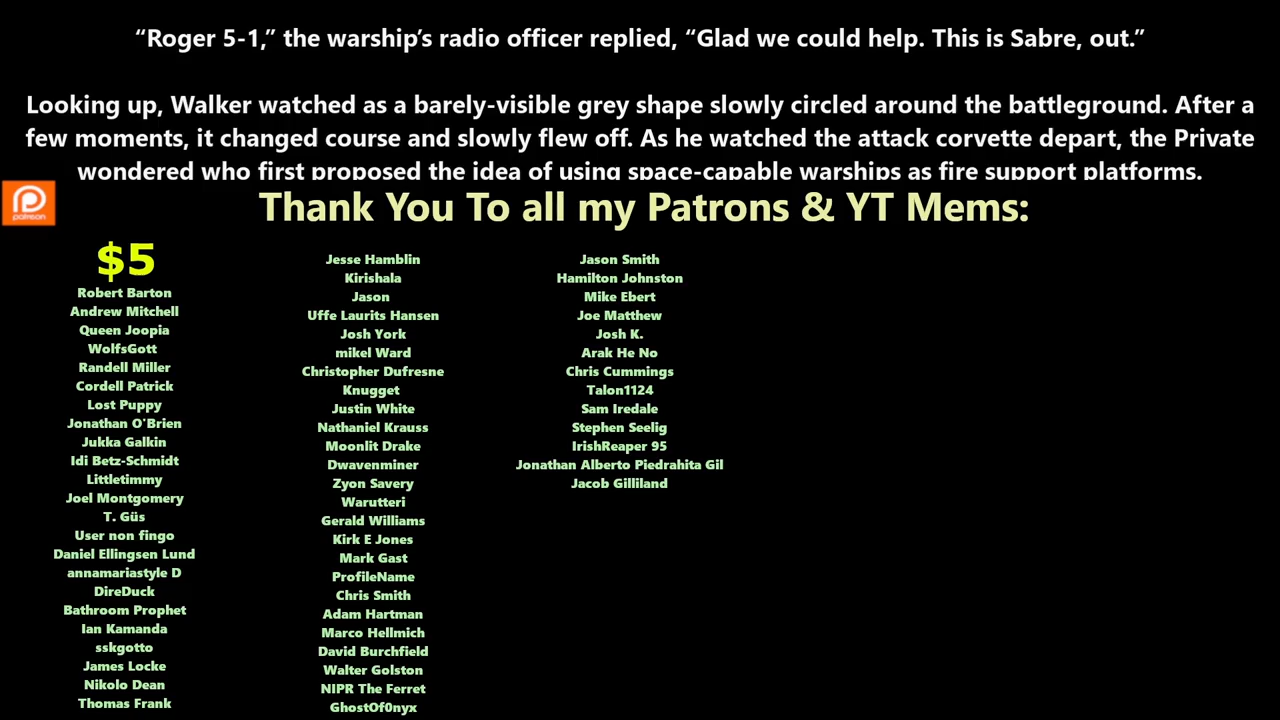 “Roger 5-1,” the warship’s radio officer replied, “Glad we could help. This is Sabre, out.”
Looking up, Walker watched as a barely-visible grey shape slowly circled around the battleground. After a
few moments, it changed course and slowly flew off. As he watched the attack corvette depart, the Private
wondered who first proposed the idea of using space-capable warships as fire support platforms.
patreon
Thank You To all my Patrons & YT Mems:
$5
Robert Barton
Andrew Mitchell
Queen Joopia
WolfsGott
Randell Miller
Cordell Patrick
Lost Puppy
Jonathan O'Brien
Jukka Galkin
Idi Betz-Schmidt
Littletimmy
Joel Montgomery
T. Güs
User non fingo
Daniel Ellingsen Lund
annamariastyle D
DireDuck
Bathroom Prophet
Ian Kamanda
sskgotto
James Locke
Nikolo Dean
Thomas Frank
Jesse Hamblin
Kirishala
Jason
Uffe Laurits Hansen
Josh York
mikel Ward
Christopher Dufresne
Knugget
Justin White
Nathaniel Krauss
Moonlit Drake
Dwavenminer
Zyon Savery
Warutteri
Gerald Williams
Kirk E Jones
Mark Gast
ProfileName
Chris Smith
Adam Hartman
Marco Hellmich
David Burchfield
Walter Golston
NIPR The Ferret
GhostOf0nyx
Jason Smith
Hamilton Johnston
Mike Ebert
Joe Matthew
Josh K.
Arak He No
Chris Cummings
Talon1124
Sam Iredale
Stephen Seelig
IrishReaper 95
Jonathan Alberto Piedrahita Gil
Jacob Gilliland